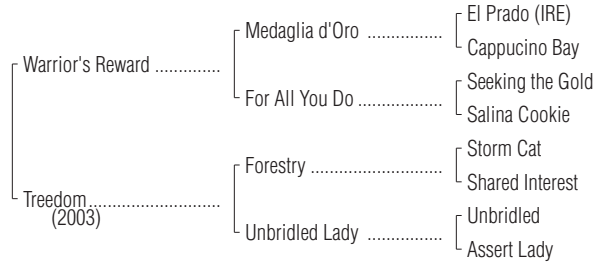 El Prado (IRE)
Medaglia d'Oro ................
Cappucino Bay
Warrior's Reward ..............
Seeking the Gold
For All You Do ..................
Salina Cookie
Storm Cat
Forestry ............................
Shared Interest
Treedom............................
(2003)
Unbridled
Unbridled Lady ................
Assert Lady